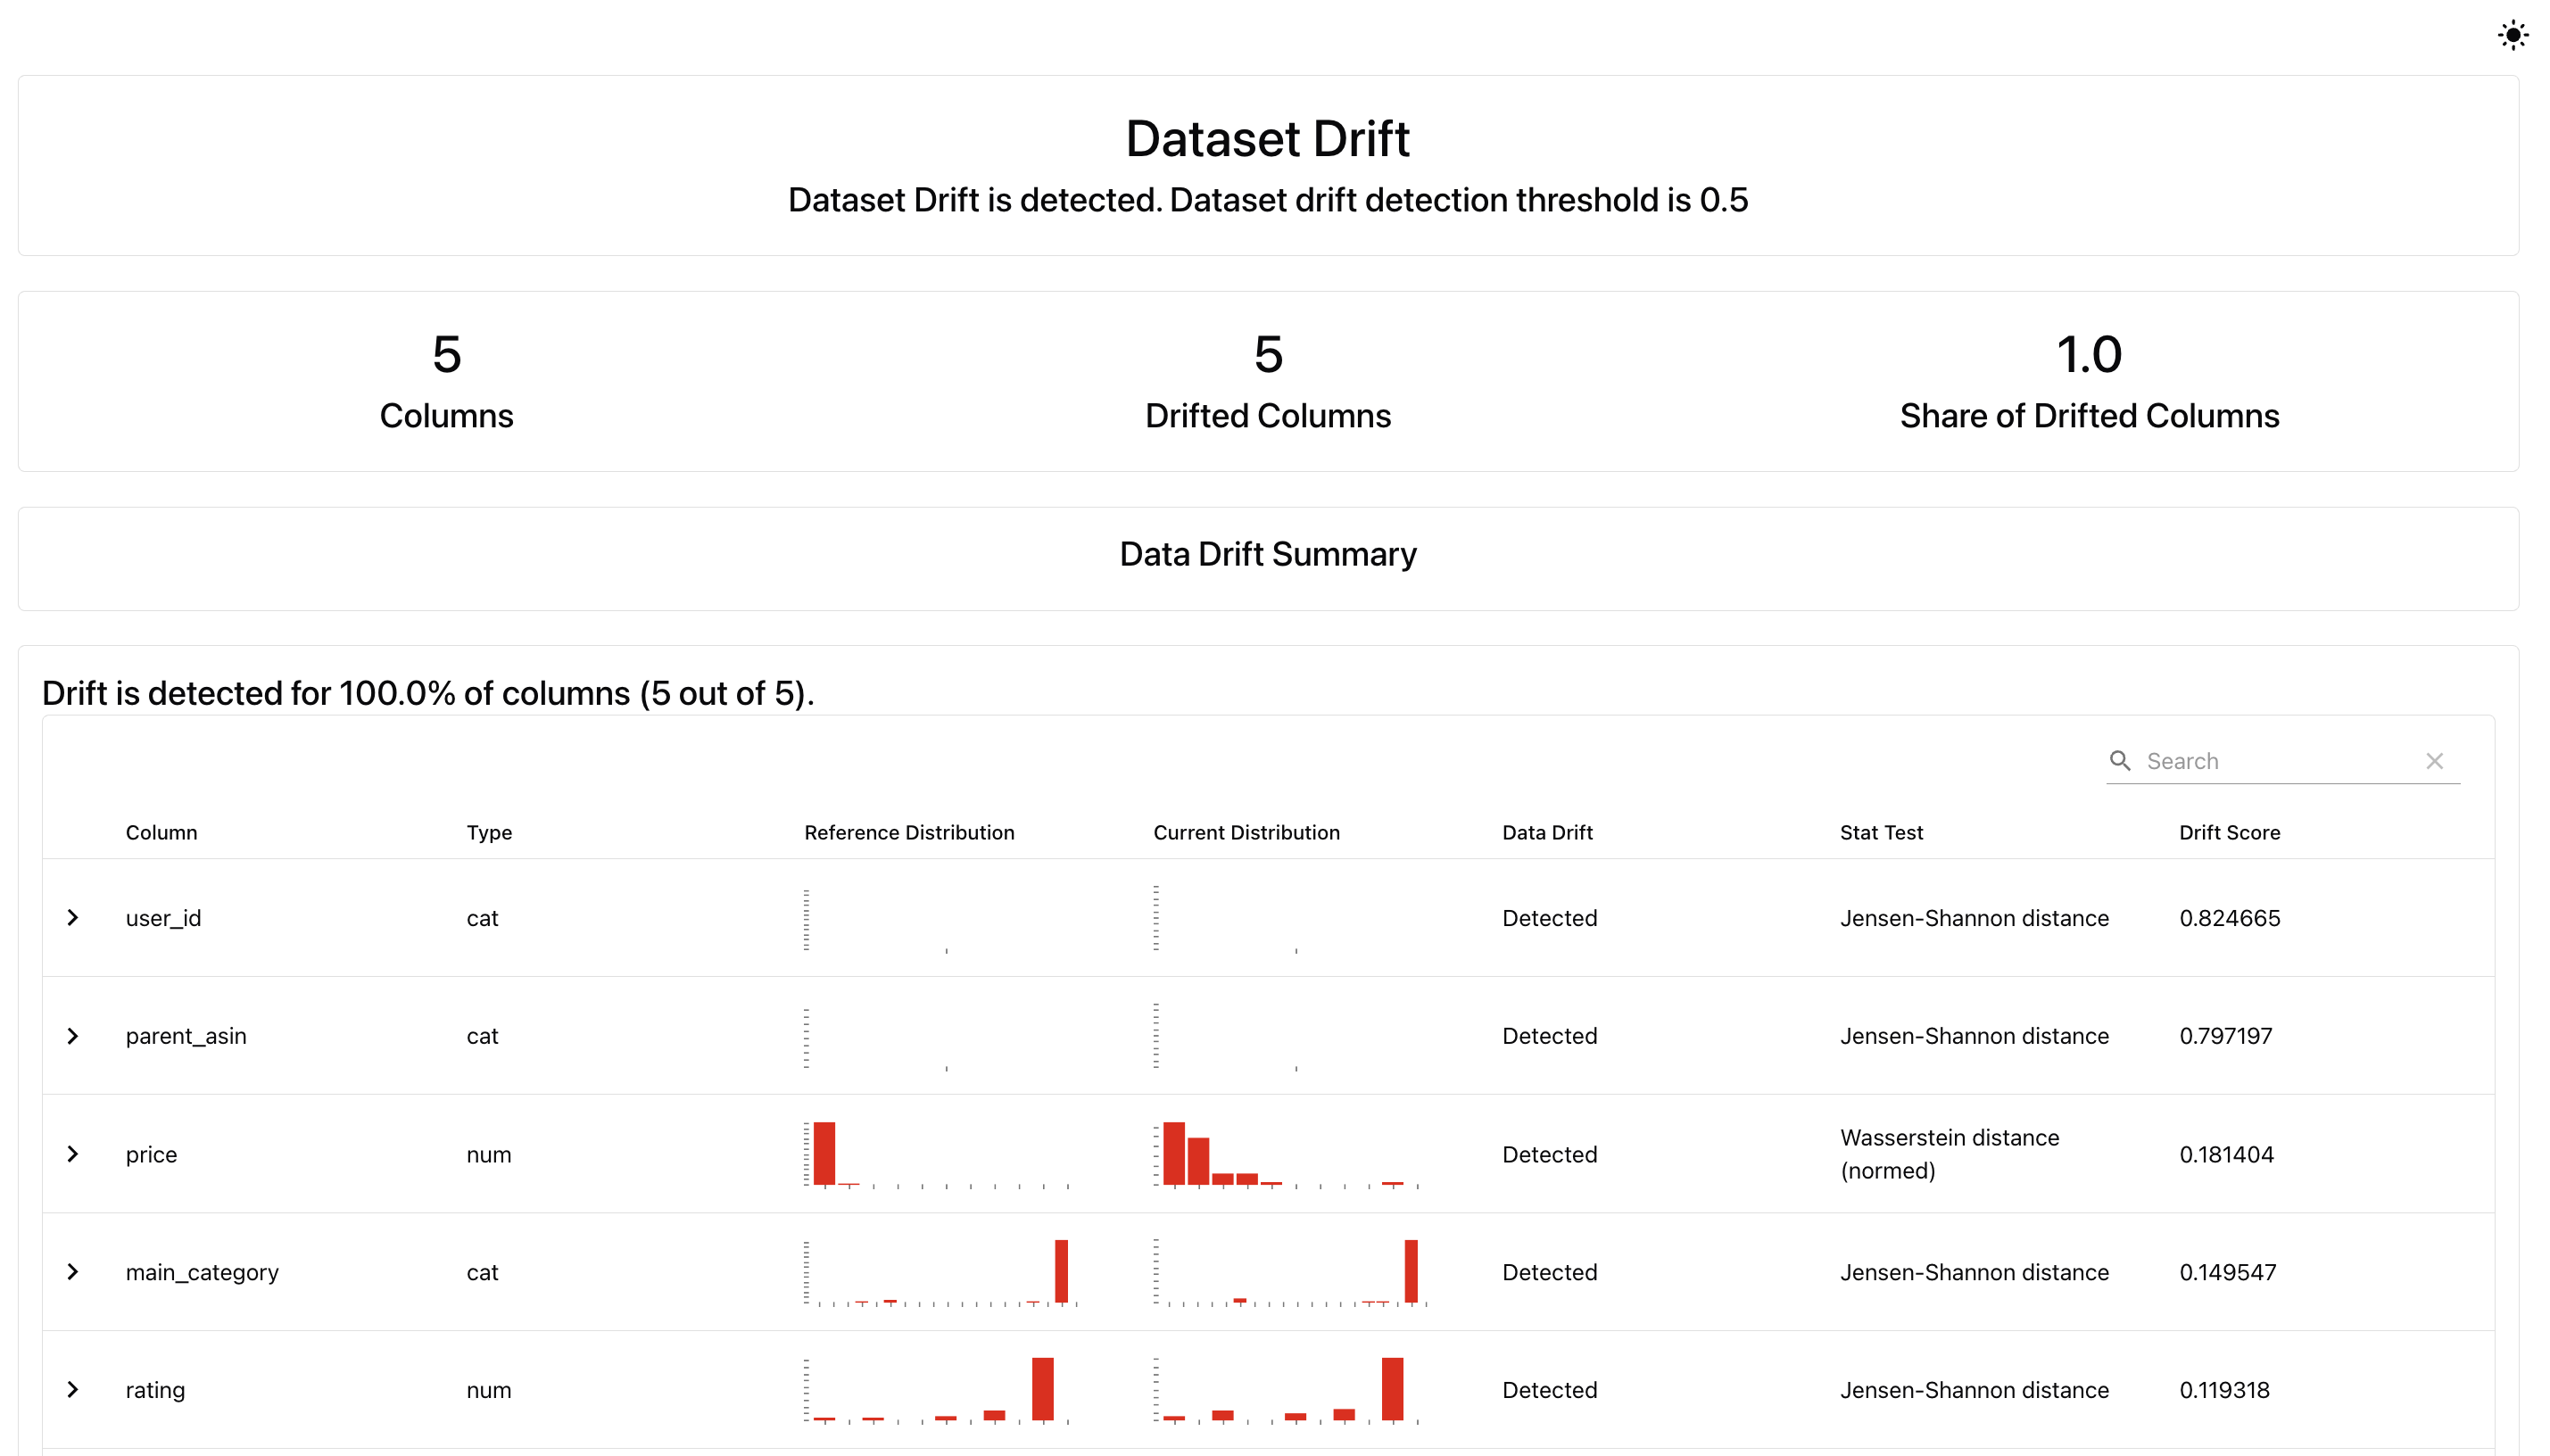 Dataset Drift
Dataset Drift is detected. Dataset drift detection threshold is 0.5
5
Columns
5
Drifted Columns
1.0
Share of Drifted Columns
Data Drift Summary
Drift is detected for 100.0% of columns (5 out of 5).
Search
Column Type Reference Distribution Current Distribution Data Drift Stat Test Drift Score
user_id cat Detected Jensen-Shannon distance 0.824665
parent_asin cat Detected Jensen-Shannon distance 0.797197
price num Detected Wasserstein distance (normed) 0.181404
main_category cat Detected Jensen-Shannon distance 0.149547
rating num Detected Jensen-Shannon distance 0.119318